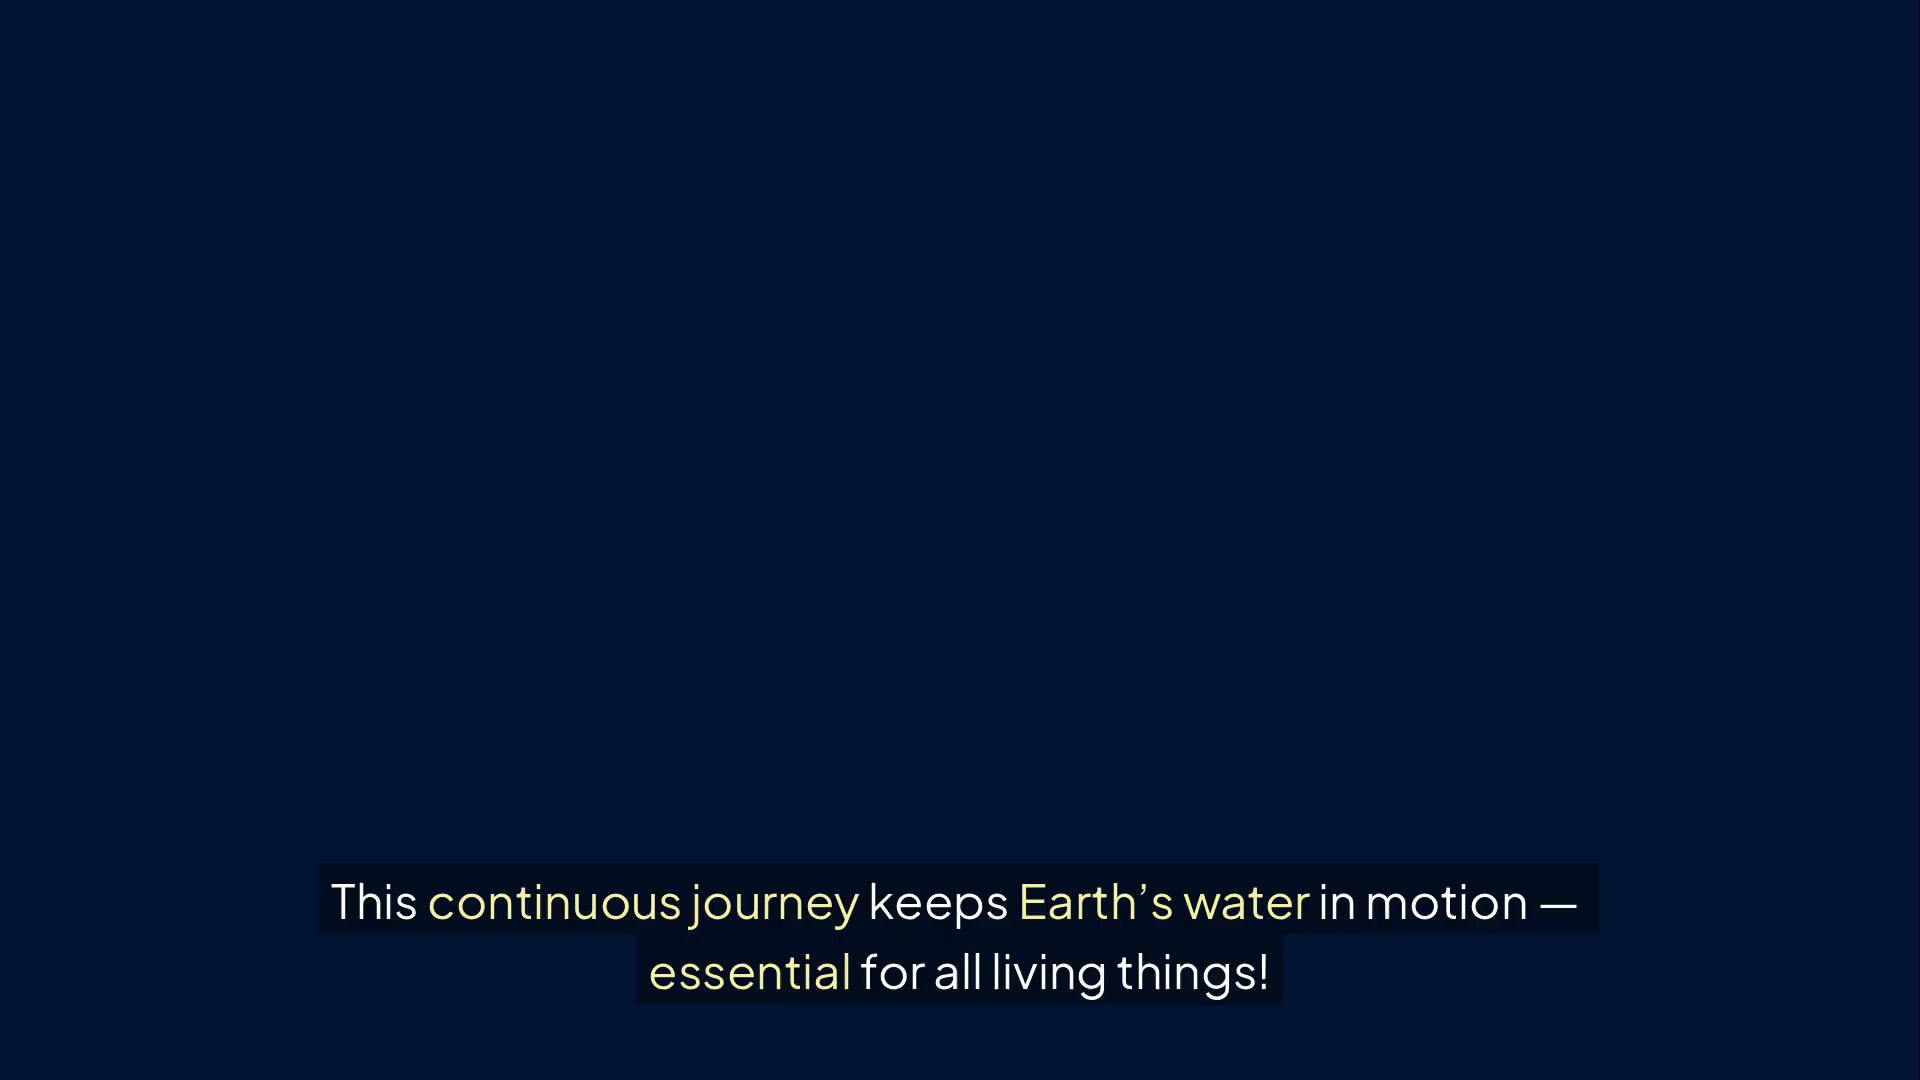 This continuous journey keeps Earth’s water in motion —
essential for all living things!